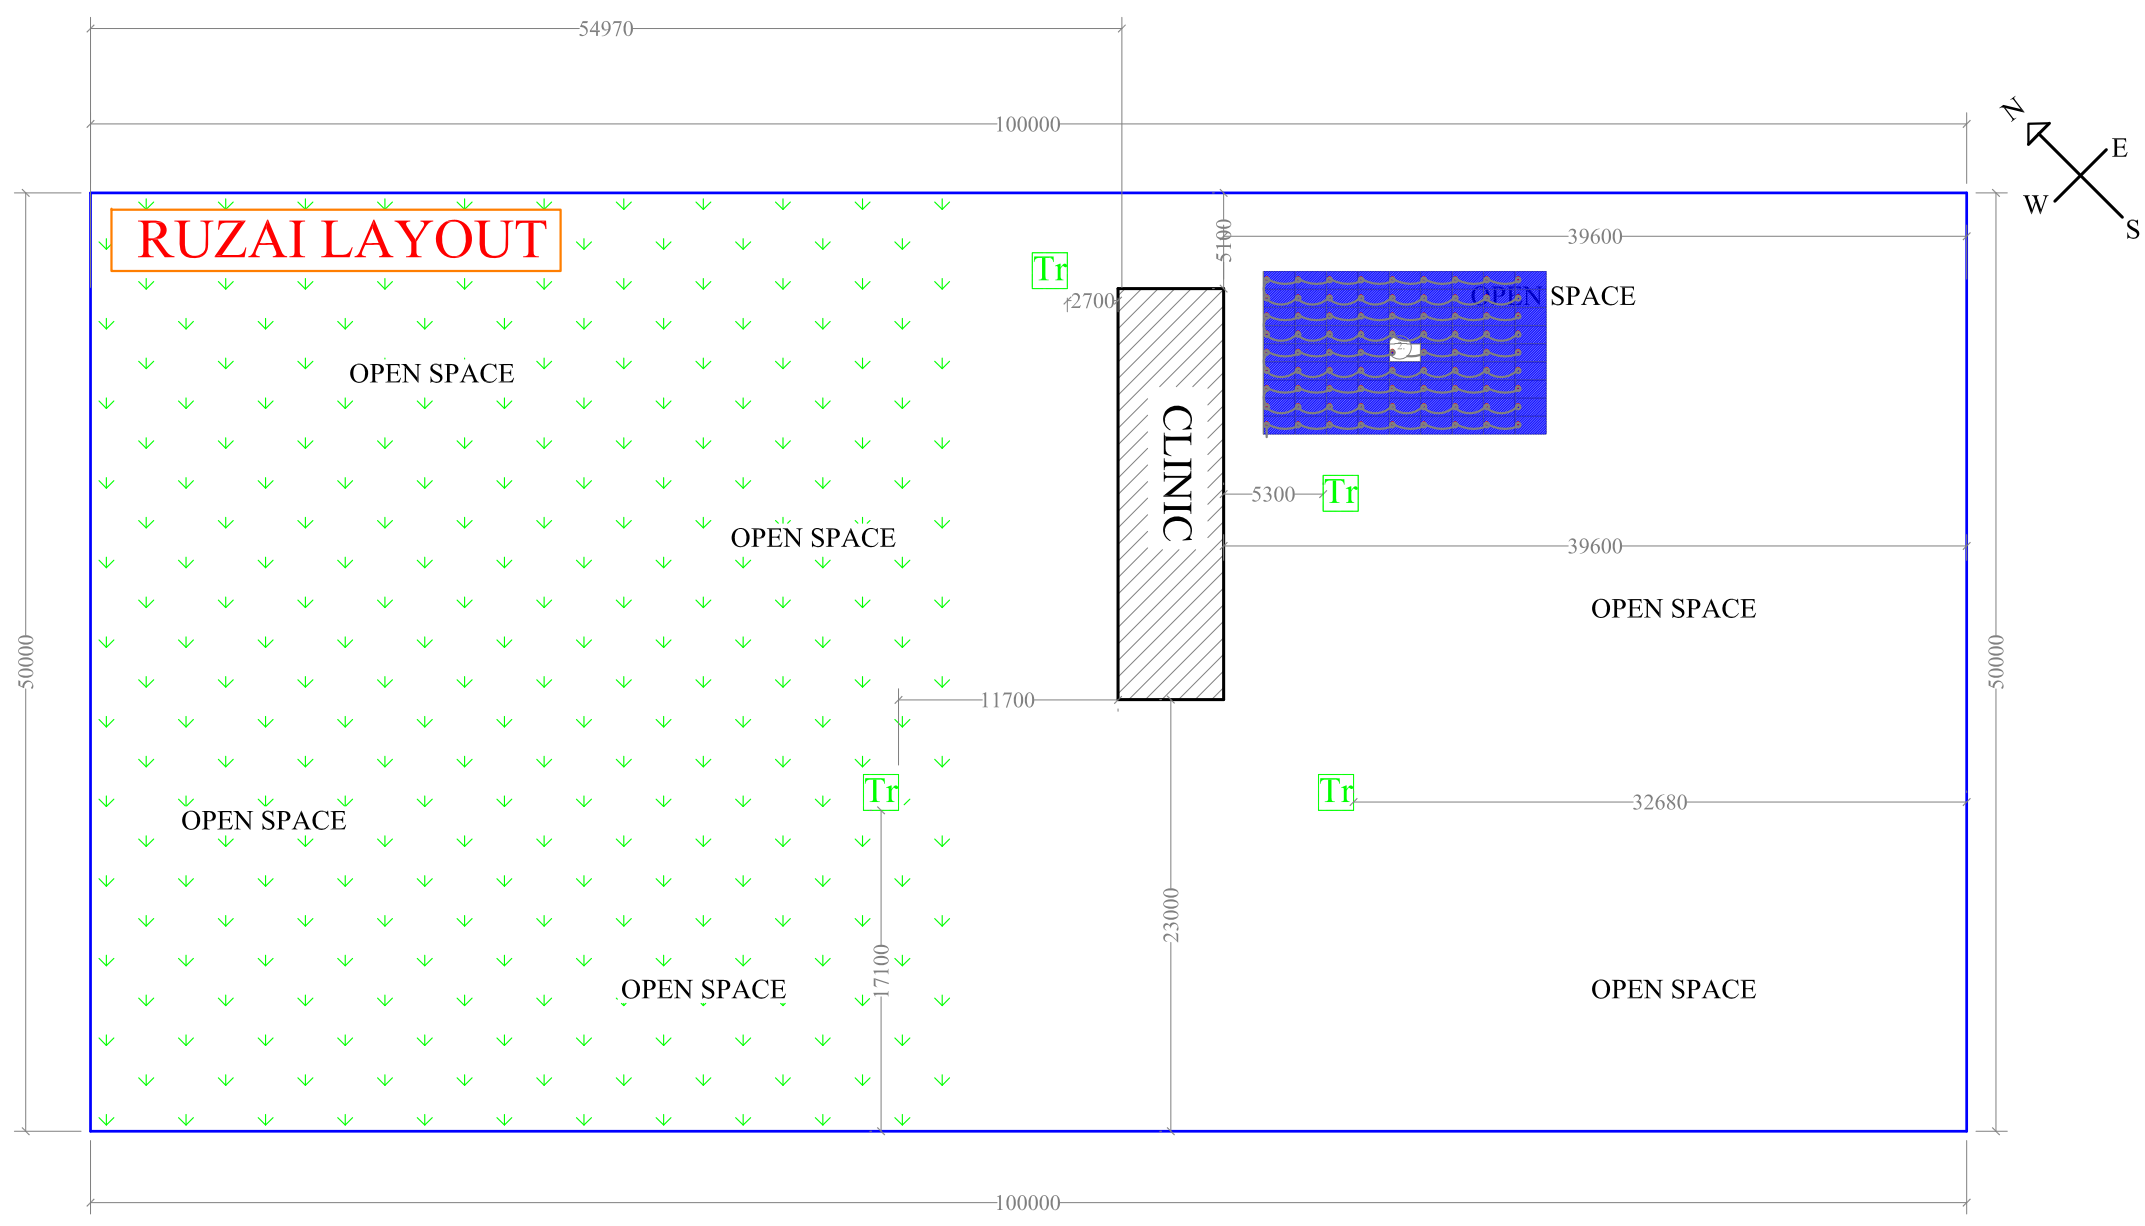 54970
100000
N
E
W
S
RUZAI LAYOUT
5100
39600
Tr
2700
OPEN SPACE
OPEN SPACE
CLINIC
5300
Tr
OPEN SPACE
39600
OPEN SPACE
50000
50000
11700
Tr
Tr
32680
OPEN SPACE
23000
17100
OPEN SPACE
OPEN SPACE
100000